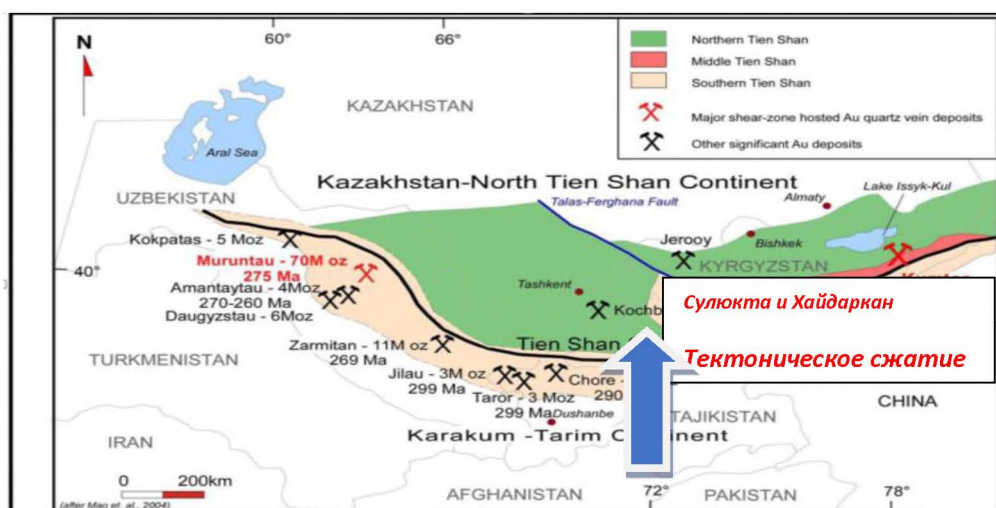 60°
66°
N
Northern Tien Shan
Middle Tien Shan
Southern Tien Shan
Major shear-zone hosted Au quartz vein deposits
Other significant Au deposits
KAZAKHSTAN
Aral Sea
UZBEKISTAN
Kazakhstan-North Tien Shan Continent
Talas-Ferghana Fault
Almaty
Lake Issyk-Kul
Bishkek
Jerooy
KYRGYZSTAN
Kokpatas - 5 Moz
Muruntau - 70M oz
275 Ma
40°
Amantaytau - 4Moz
270-260 Ma
Daugyzstau - 6Moz
Tashkent
Сулюкта и Хайдаркан
Тектоническое сжатие
Zarmitan - 11M oz
269 Ma
Tien Shan
TURKMENISTAN
Jilau - 3M oz
299 Ma
Chore -
290
Taror - 3 Moz
299 Ma
Dushanbe
TAJIKISTAN
CHINA
Karakum -Tarim
IRAN
0 200km
AFGHANISTAN
72°
PAKISTAN
78°
(after Mao et. al., 2004)